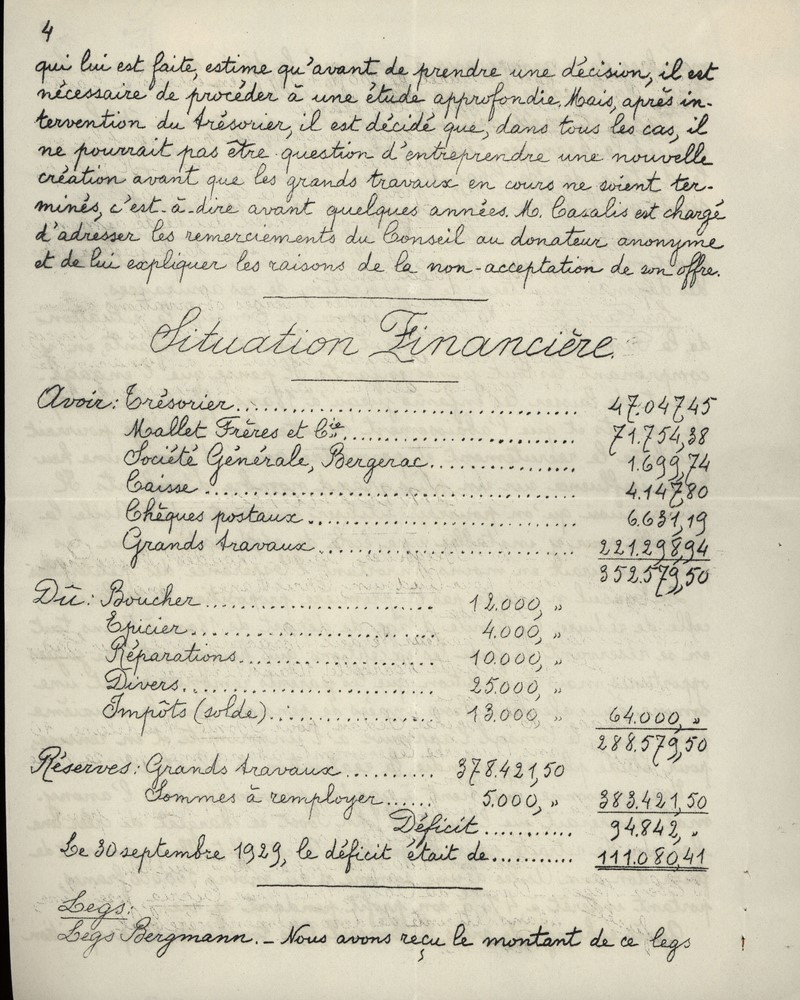 4
qui lui est faite, estime qu'avant de prendre une décision, il est
nécessaire de procéder à une étude approfondie. Mais, après in-
tervention du trésorier, il est décidé que, dans tous les cas, il
ne pourrait pas être question d'entreprendre une nouvelle
création avant que les grands travaux en cours ne soient ter-
minés, c'est-à-dire avant quelques années. M. Casalis est chargé
d'adresser les remerciements du Conseil au donateur anonyme
et de lui expliquer les raisons de la non-acceptation de son offre.
Situation Financière.
Avoir: Trésorier.......... 47.047,45
Mallet Frères et Cie.......... 71.754,38
Société Générale, Bergerac.......... 1.699,74
Caisse.......... 4.147,80
Chèques postaux.......... 6.631,19
Grands travaux.......... 221.298,94
352.579,50
Dû: Boucher.......... 12.000, "
Epicier.......... 4.000, "
Réparations.......... 10.000, "
Divers.......... 25.000, "
Impôts (solde).......... 13.000, " 64.000, "
288.579,50
Réserves: Grands travaux.......... 378.421,50
Sommes à remployer...... 5.000, " 383.421,50
Déficit.......... 94.842, "
Le 30 septembre 1929, le déficit était de.......... 111.080,41
Legs:
Legs Bergmann. - Nous avons reçu le montant de ce legs